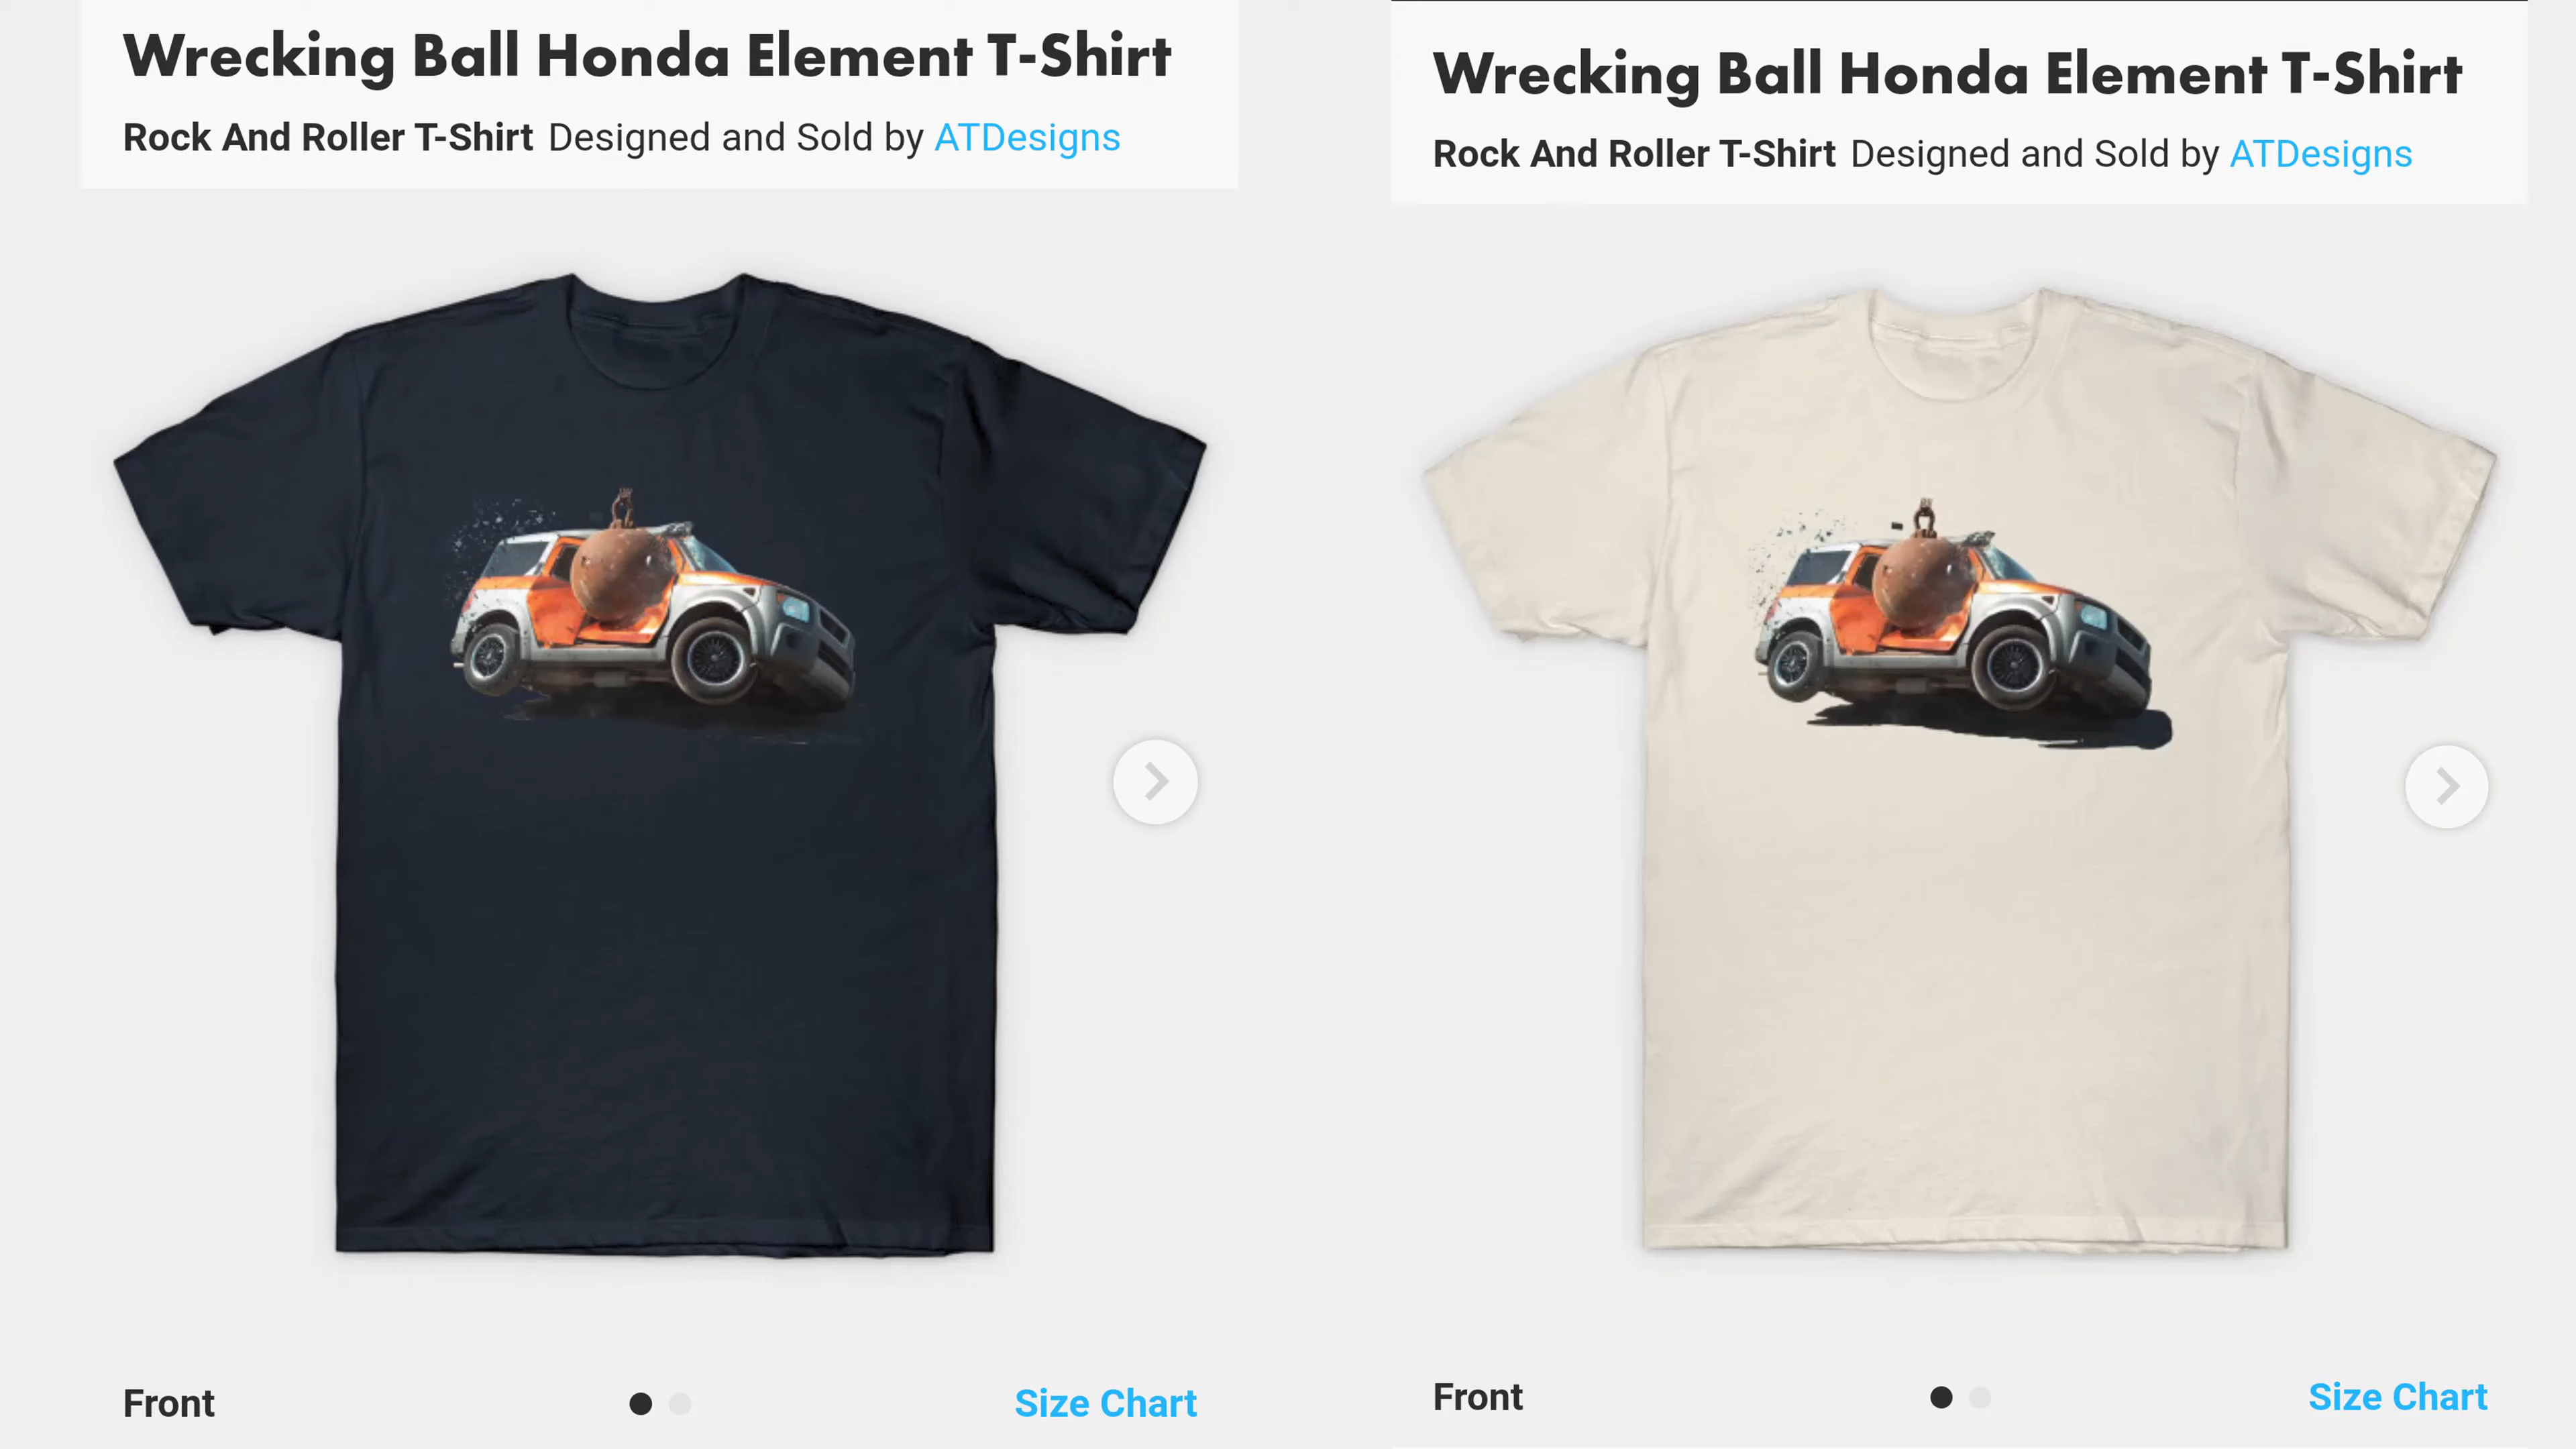 Wrecking Ball Honda Element T-Shirt
Rock And Roller T-Shirt Designed and Sold by ATDesigns
Front
Size Chart
Wrecking Ball Honda Element T-Shirt
Rock And Roller T-Shirt Designed and Sold by ATDesigns
Front
Size Chart